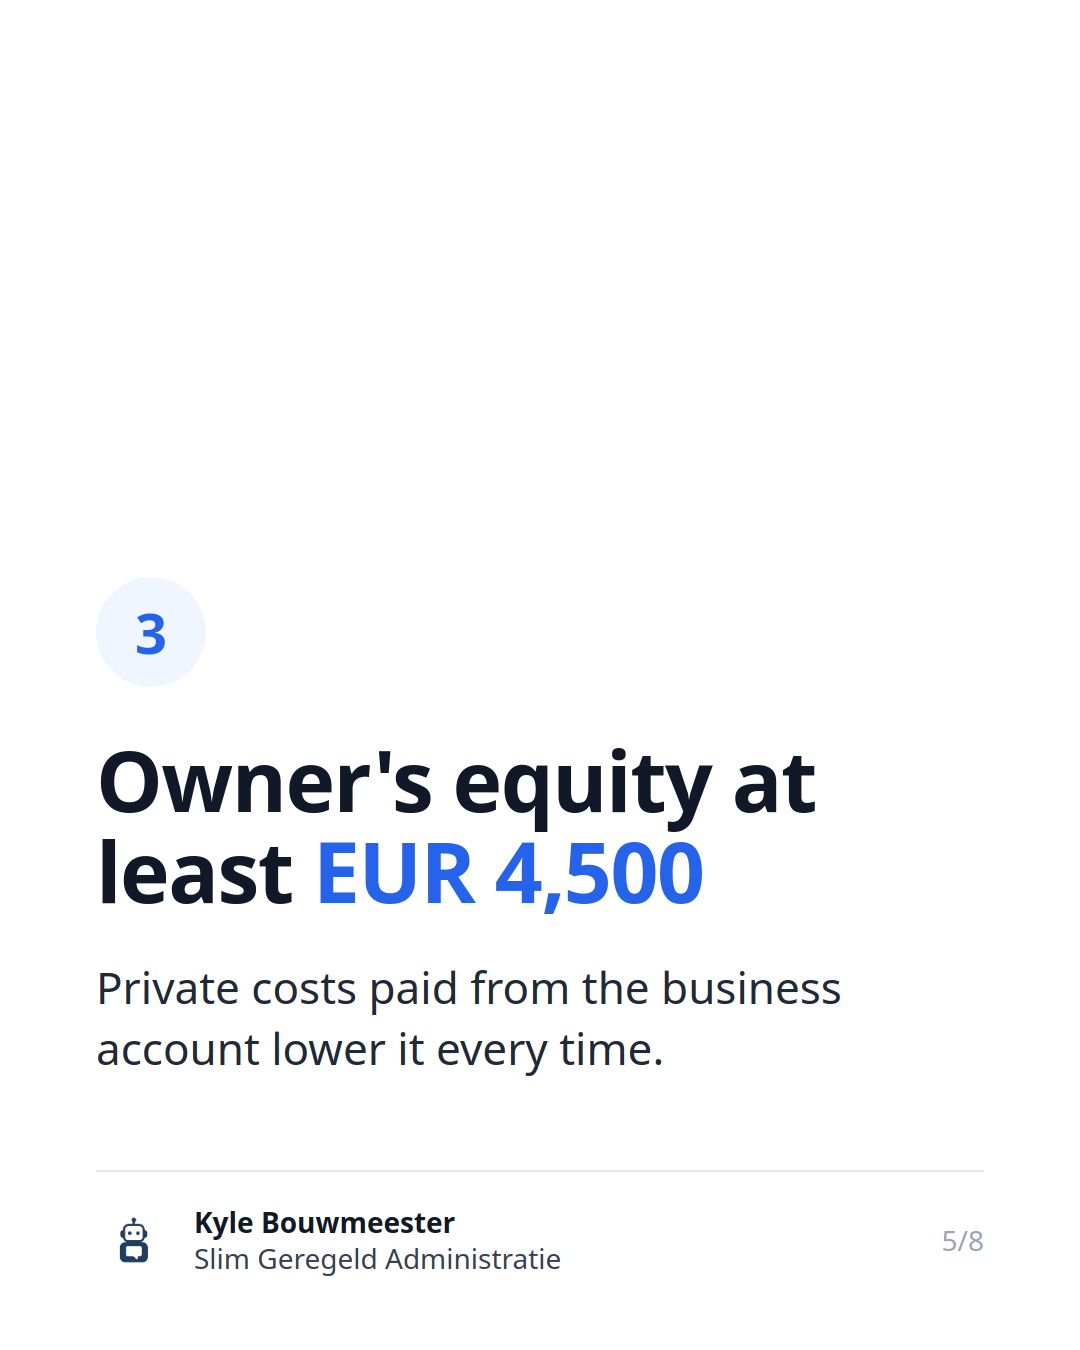 3
Owner's equity at
least EUR 4,500
Private costs paid from the business
account lower it every time.
Kyle Bouwmeester
Slim Geregeld Administratie
5/8